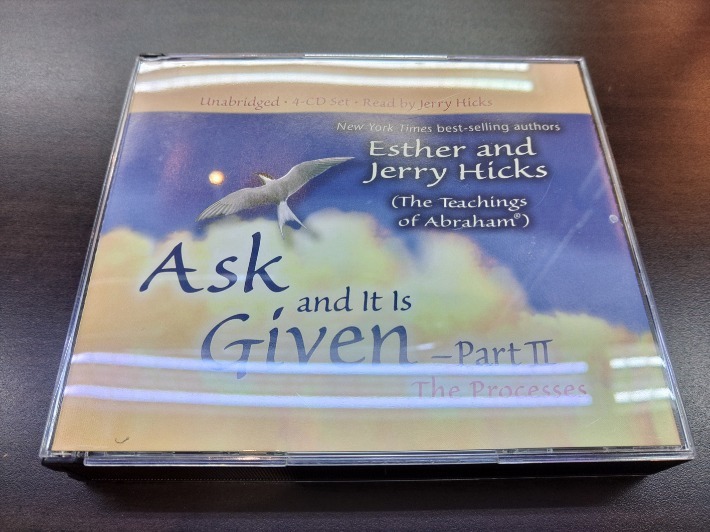 Unabridged • 4-CD Set • Read by Jerry Hicks
New York Times best-selling authors
Esther and
Jerry Hicks
(The Teachings
of Abraham®)
Ask
and It Is
Given –Part II
The Processes